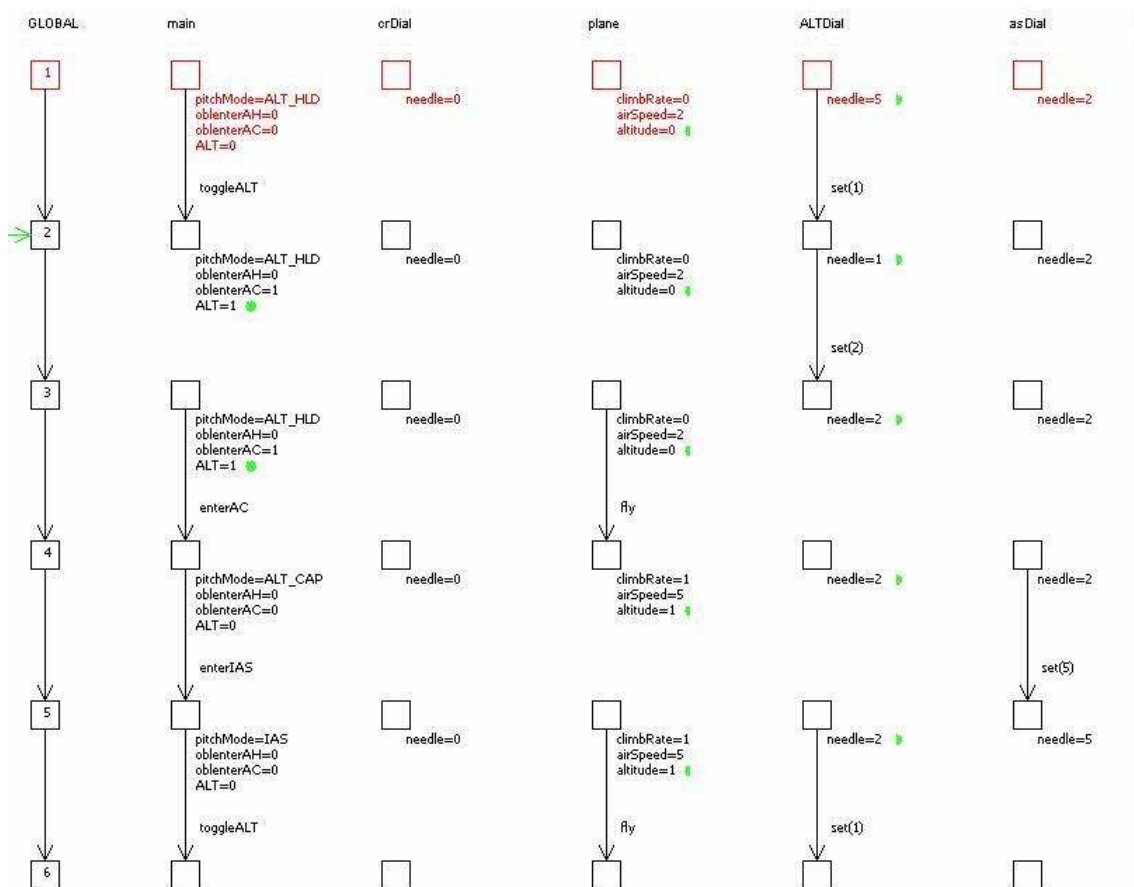 GLOBAL main crDial plane ALTDial asDial
1
pitchMode=ALT_HLD needle=0 climbRate=0 needle=5 needle=2
oblenterAH=0 airSpeed=2
oblenterAC=0 altitude=0
ALT=0
toggleALT set(1)
2
pitchMode=ALT_HLD needle=0 climbRate=0 needle=1 needle=2
oblenterAH=0 airSpeed=2
oblenterAC=1 altitude=0
ALT=1
set(2)
3
pitchMode=ALT_HLD needle=0 climbRate=0 needle=2 needle=2
oblenterAH=0 airSpeed=2
oblenterAC=1 altitude=0
ALT=1
enterAC fly
4
pitchMode=ALT_CAP needle=0 climbRate=1 needle=2 needle=2
oblenterAH=0 airSpeed=5
oblenterAC=0 altitude=1
ALT=0
enterIAS set(5)
5
pitchMode=IAS needle=0 climbRate=1 needle=2 needle=5
oblenterAH=0 airSpeed=5
oblenterAC=0 altitude=1
ALT=0
toggleALT fly set(1)
6